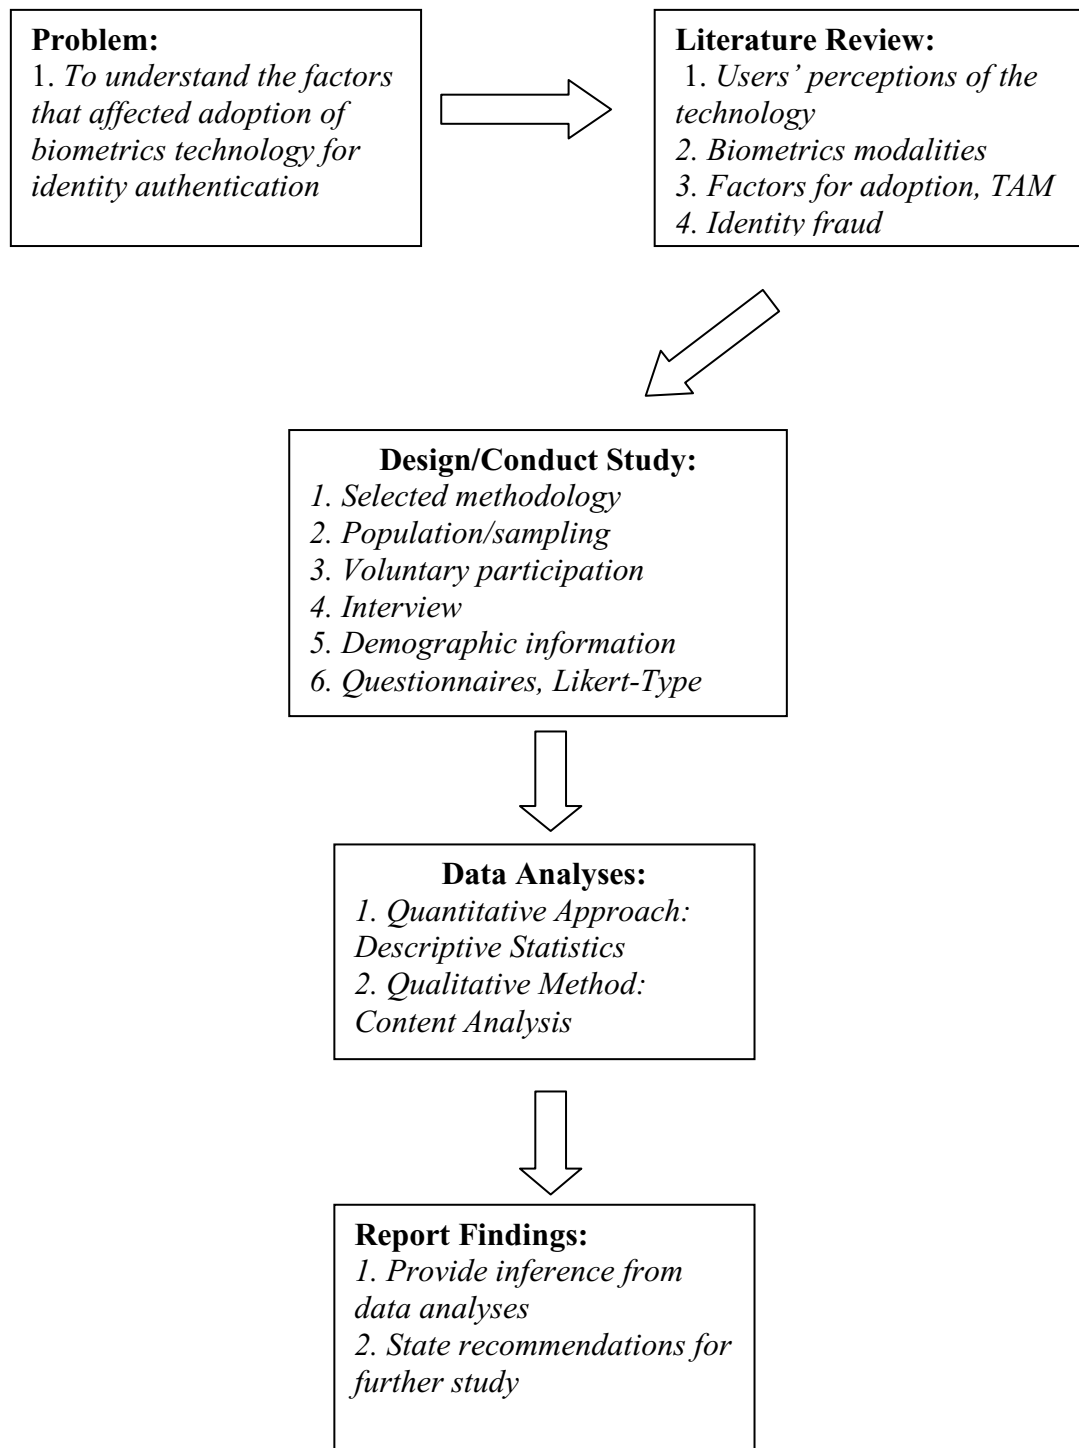 Problem:
1. To understand the factors
that affected adoption of
biometrics technology for
identity authentication
Literature Review:
1. Users’ perceptions of the
technology
2. Biometrics modalities
3. Factors for adoption, TAM
4. Identity fraud
Design/Conduct Study:
1. Selected methodology
2. Population/sampling
3. Voluntary participation
4. Interview
5. Demographic information
6. Questionnaires, Likert-Type
Data Analyses:
1. Quantitative Approach:
Descriptive Statistics
2. Qualitative Method:
Content Analysis
Report Findings:
1. Provide inference from
data analyses
2. State recommendations for
further study